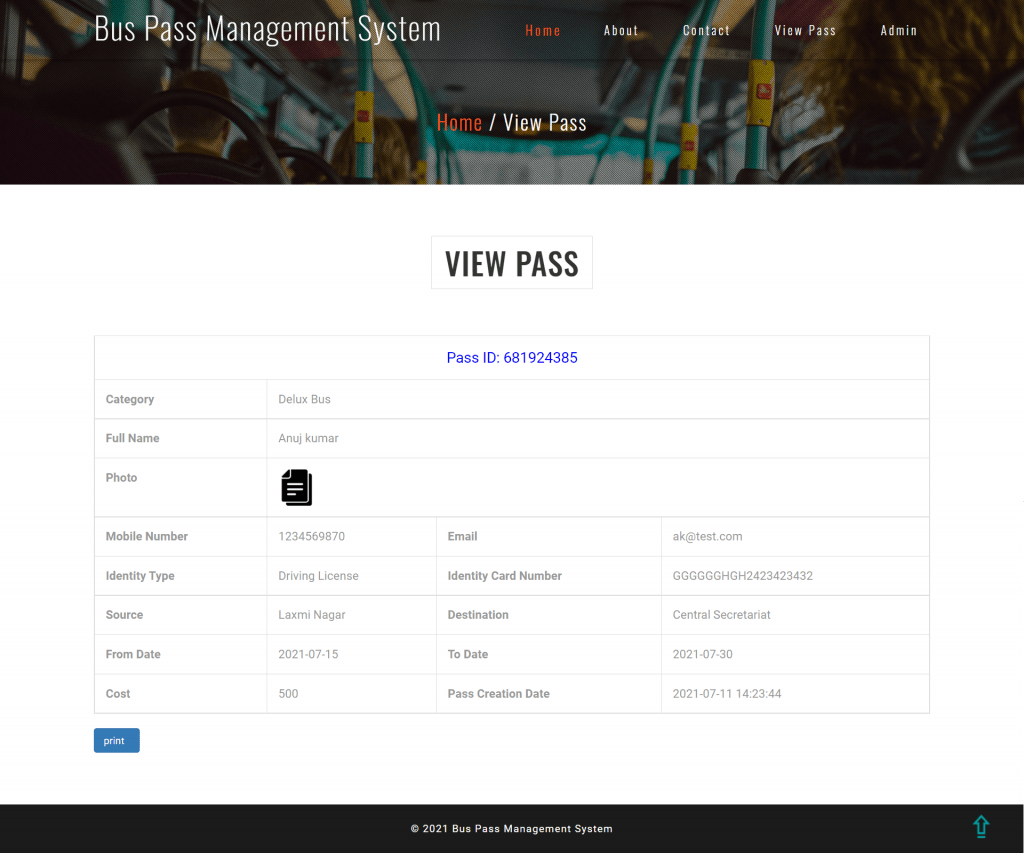 Bus Pass Management System
Home About Contact View Pass Admin
Home / View Pass
VIEW PASS
Pass ID: 681924385
Category Delux Bus
Full Name Anuj kumar
Photo
Mobile Number 1234569870 Email ak@test.com
Identity Type Driving License Identity Card Number GGGGGGHGH2423423432
Source Laxmi Nagar Destination Central Secretariat
From Date 2021-07-15 To Date 2021-07-30
Cost 500 Pass Creation Date 2021-07-11 14:23:44
print
© 2021 Bus Pass Management System